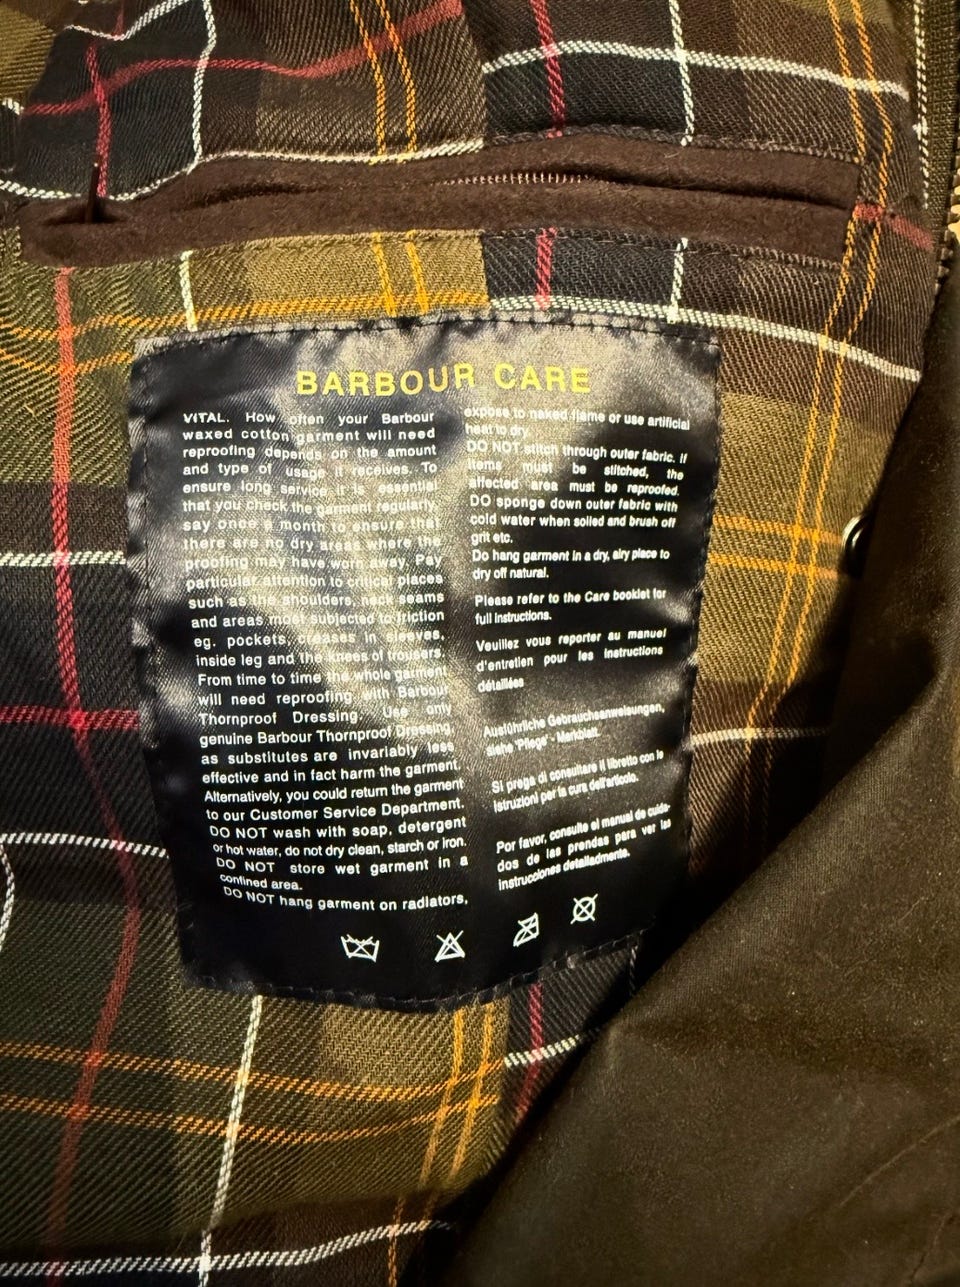 BARBOUR CARE
VITAL. How often your Barbour
waxed cotton garment will need
reproofing depends on the amount
and type of usage it receives. To
ensure long service it is essential
that you check the garment regularly,
say once a month to ensure that
there are no dry areas where the
proofing may have worn away. Pay
particular attention to critical places
such as the shoulders, neck seams
and areas most subjected to friction
eg. pockets, creases in sleeves,
inside leg and the knees of trousers.
From time to time the whole garment
will need reproofing with Barbour
Thornproof Dressing. Use only
genuine Barbour Thornproof Dressing
as substitutes are invariably less
effective and in fact harm the garment.
Alternatively, you could return the garment
to our Customer Service Department.
DO NOT wash with soap, detergent
or hot water, do not dry clean, starch or iron.
DO NOT store wet garment in a
confined area.
DO NOT hang garment on radiators,
expose to naked flame or use artificial
heat to dry.
DO NOT stitch through outer fabric. If
items must be stitched, the
affected area must be reproofed.
DO sponge down outer fabric with
cold water when soiled and brush off
grit etc.
Do hang garment in a dry, airy place to
dry off natural.
Please refer to the Care booklet for
full instructions.
Veuillez vous reporter au manuel
d'entretien pour les instructions
détaillées
Ausführliche Gebrauchsanweisungen,
siehe 'Pflege' - Merkblatt.
Si prega di consultare il libretto con le
istruzioni per la cura dell'articolo.
Por favor, consulte el manual de cuida-
dos de las prendas para ver las
instrucciones detalladmente.